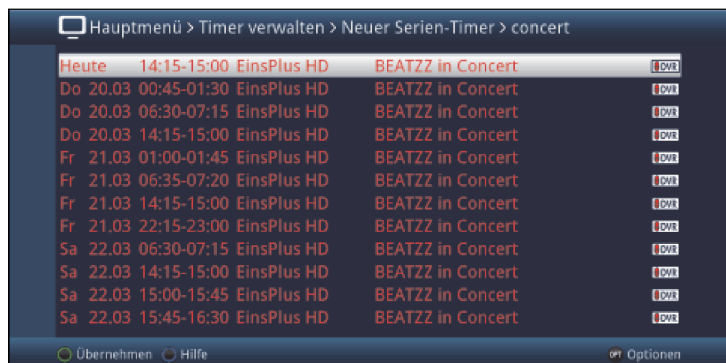 Hauptmenü > Timer verwalten > Neuer Serien-Timer > concert
Heute 14:15-15:00 EinsPlus HD BEATZZ in Concert DVR
Do 20.03 00:45-01:30 EinsPlus HD BEATZZ in Concert DVR
Do 20.03 06:30-07:15 EinsPlus HD BEATZZ in Concert DVR
Do 20.03 14:15-15:00 EinsPlus HD BEATZZ in Concert DVR
Fr 21.03 01:00-01:45 EinsPlus HD BEATZZ in Concert DVR
Fr 21.03 06:35-07:20 EinsPlus HD BEATZZ in Concert DVR
Fr 21.03 14:15-15:00 EinsPlus HD BEATZZ in Concert DVR
Fr 21.03 22:15-23:00 EinsPlus HD BEATZZ in Concert DVR
Sa 22.03 06:30-07:15 EinsPlus HD BEATZZ in Concert DVR
Sa 22.03 14:15-15:00 EinsPlus HD BEATZZ in Concert DVR
Sa 22.03 15:00-15:45 EinsPlus HD BEATZZ in Concert DVR
Sa 22.03 15:45-16:30 EinsPlus HD BEATZZ in Concert DVR
Übernehmen Hilfe OPT Optionen